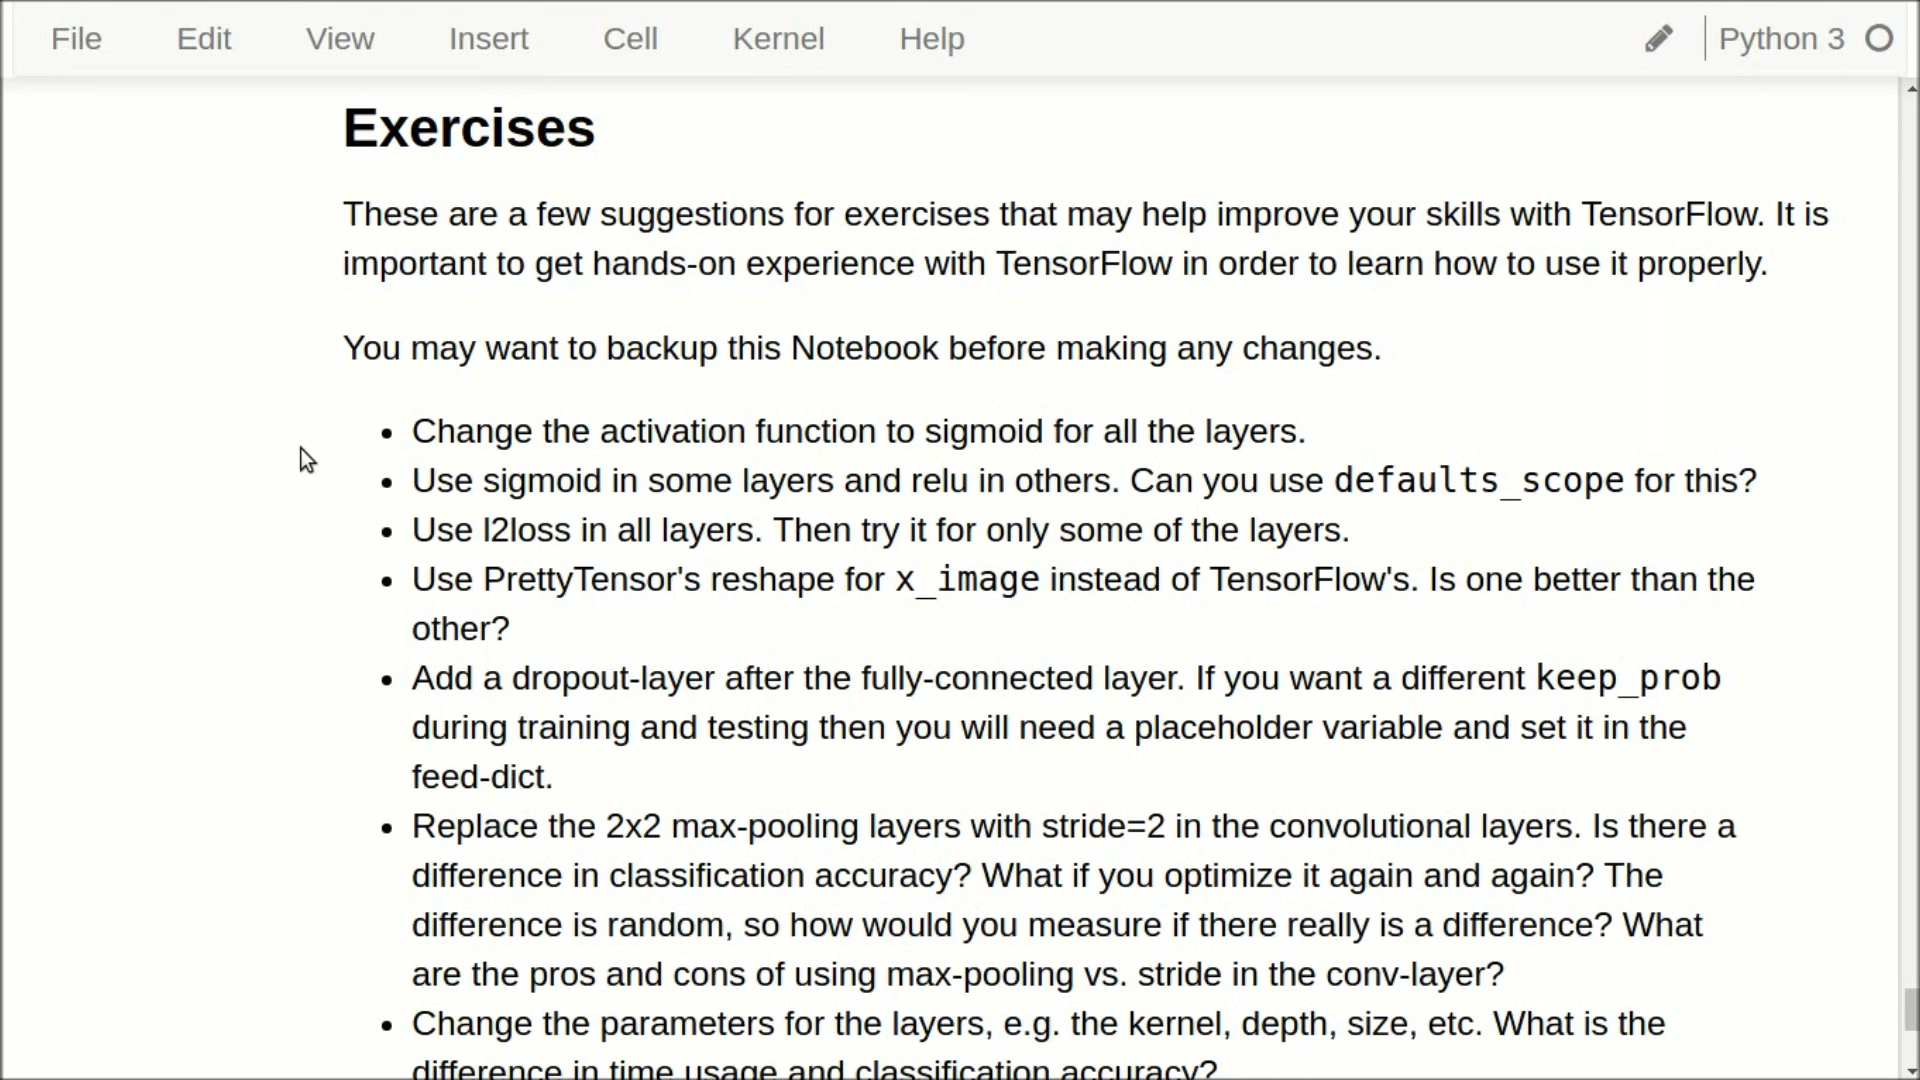 File Edit View Insert Cell Kernel Help Python 3
Exercises
These are a few suggestions for exercises that may help improve your skills with TensorFlow. It is
important to get hands-on experience with TensorFlow in order to learn how to use it properly.
You may want to backup this Notebook before making any changes.
• Change the activation function to sigmoid for all the layers.
• Use sigmoid in some layers and relu in others. Can you use defaults_scope for this?
• Use l2loss in all layers. Then try it for only some of the layers.
• Use PrettyTensor's reshape for x_image instead of TensorFlow's. Is one better than the
other?
• Add a dropout-layer after the fully-connected layer. If you want a different keep_prob
during training and testing then you will need a placeholder variable and set it in the
feed-dict.
• Replace the 2x2 max-pooling layers with stride=2 in the convolutional layers. Is there a
difference in classification accuracy? What if you optimize it again and again? The
difference is random, so how would you measure if there really is a difference? What
are the pros and cons of using max-pooling vs. stride in the conv-layer?
• Change the parameters for the layers, e.g. the kernel, depth, size, etc. What is the
difference in time usage and classification accuracy?